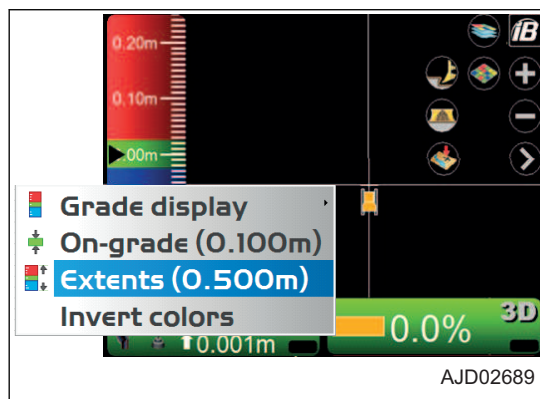 0.20m
iB
0.10m
0.00m
Grade display
On-grade (0.100m)
Extents (0.500m)
Invert colors
3D
0.0%
0.001m
AJD02689